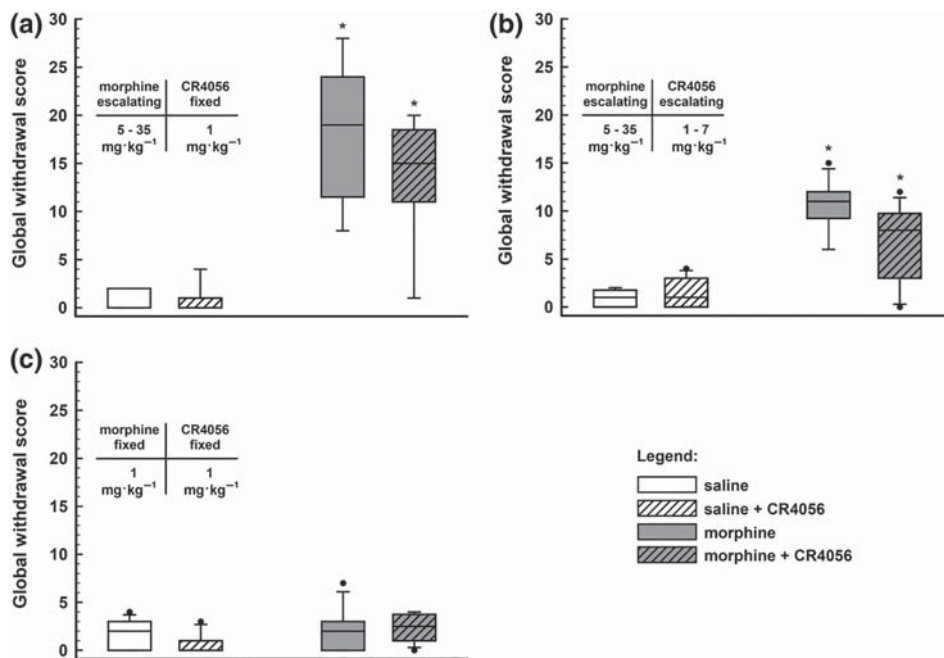 (a)
Global withdrawal score
30
25
20
15
10
5
0
morphine escalating
CR4056 fixed
5 - 35 mg·kg⁻¹
1 mg·kg⁻¹
*
*
(b)
Global withdrawal score
30
25
20
15
10
5
0
morphine escalating
CR4056 escalating
5 - 35 mg·kg⁻¹
1 - 7 mg·kg⁻¹
*
*
(c)
Global withdrawal score
30
25
20
15
10
5
0
morphine fixed
CR4056 fixed
1 mg·kg⁻¹
1 mg·kg⁻¹
Legend:
saline
saline + CR4056
morphine
morphine + CR4056